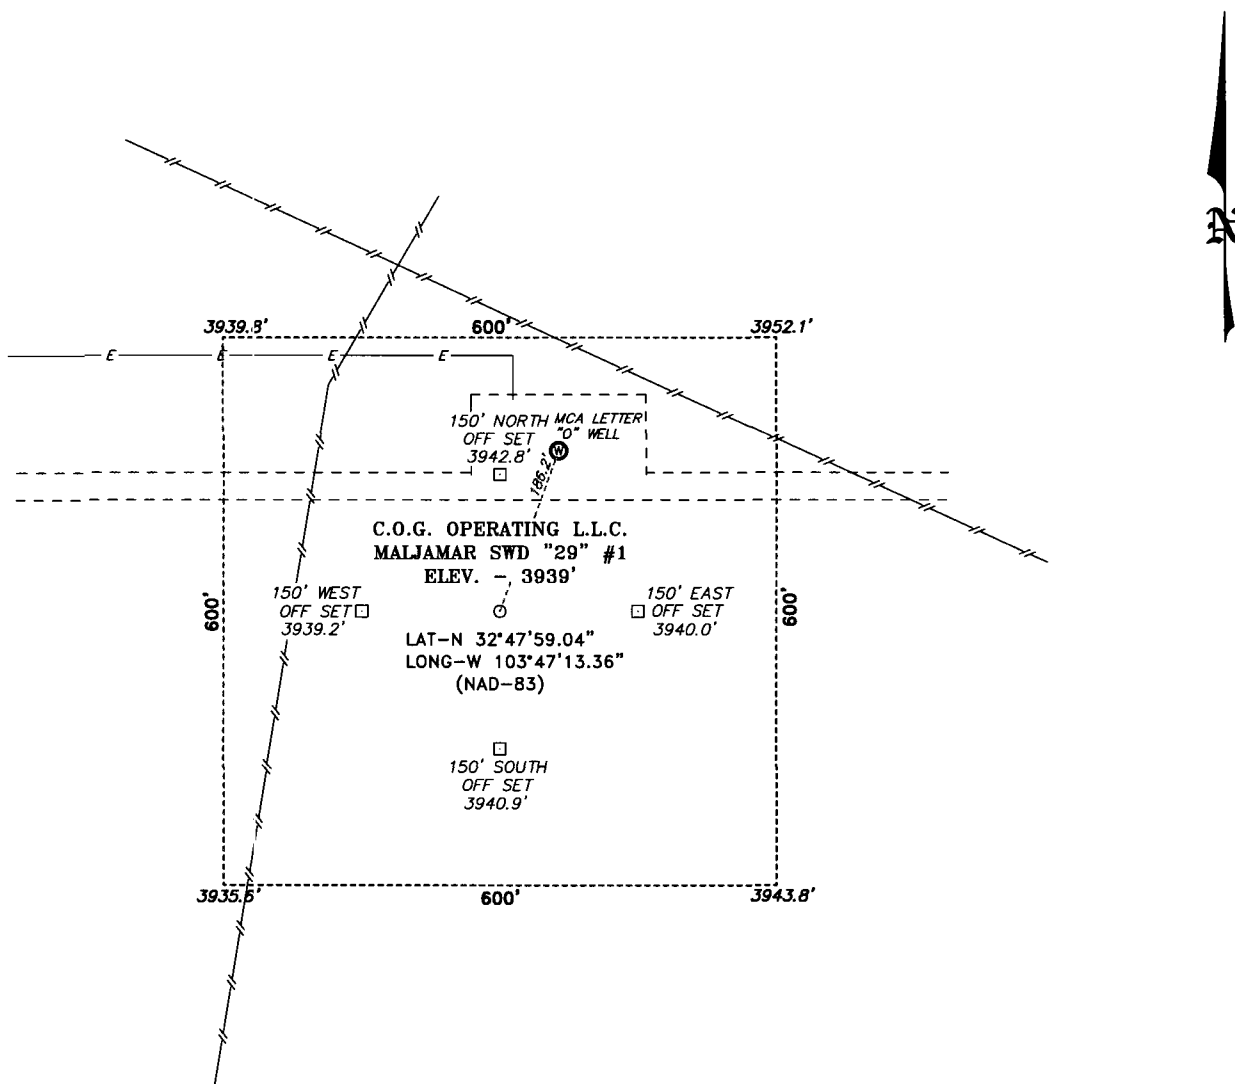 N
3939.8'
600'
3952.1'
E E E E
150' NORTH
OFF SET
3942.8'
MCA LETTER
"D" WELL
W
186.2'
C.O.G. OPERATING L.L.C.
MALJAMAR SWD "29" #1
ELEV. - 3939'
150' WEST
OFF SET
3939.2'
150' EAST
OFF SET
3940.0'
600'
600'
LAT-N 32°47'59.04"
LONG-W 103°47'13.36"
(NAD-83)
150' SOUTH
OFF SET
3940.9'
3935.6'
600'
3943.8'